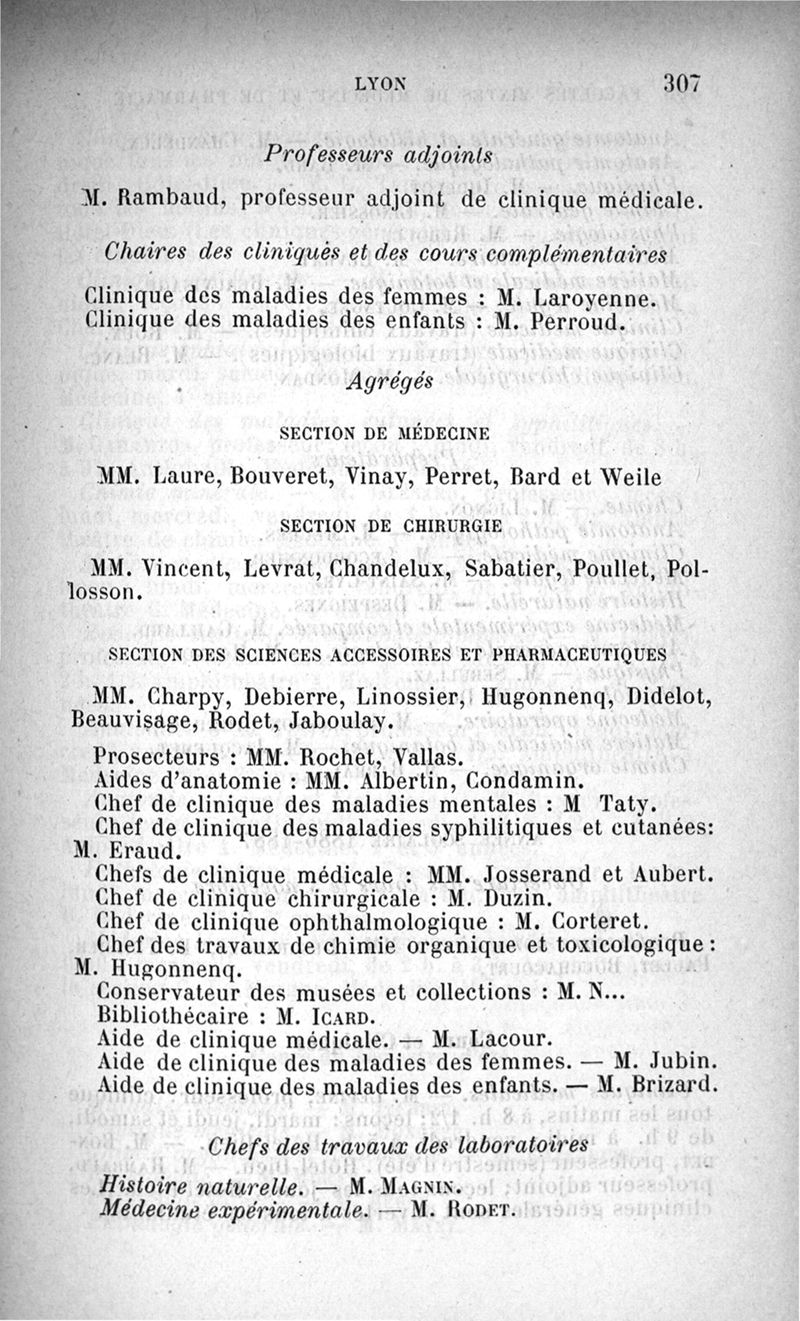 LYON 307
Professeurs adjoints
M. Rambaud, professeur adjoint de clinique médicale.
Chaires des cliniqués et des cours complémentaires
Clinique des maladies des femmes : M. Laroyenne.
Clinique des maladies des enfants : M. Perroud.
Agrégés
SECTION DE MÉDECINE
MM. Laure, Bouveret, Vinay, Perret, Bard et Weile
SECTION DE CHIRURGIE
MM. Vincent, Levrat, Chandelux, Sabatier, Poullet, Pol-
losson.
SECTION DES SCIENCES ACCESSOIRES ET PHARMACEUTIQUES
MM. Charpy, Debierre, Linossier, Hugonnenq, Didelot,
Beauvisage, Rodet, Jaboulay.
Prosecteurs : MM. Rochet, Vallas.
Aides d'anatomie : MM. Albertin, Condamin.
Chef de clinique des maladies mentales : M Taty.
Chef de clinique des maladies syphilitiques et cutanées:
M. Eraud.
Chefs de clinique médicale : MM. Josserand et Aubert.
Chef de clinique chirurgicale : M. Duzin.
Chef de clinique ophthalmologique : M. Corteret.
Chef des travaux de chimie organique et toxicologique :
M. Hugonnenq.
Conservateur des musées et collections : M. N...
Bibliothécaire : M. ICARD.
Aide de clinique médicale. — M. Lacour.
Aide de clinique des maladies des femmes. — M. Jubin.
Aide de clinique des maladies des enfants. — M. Brizard.
Chefs des travaux des laboratoires
Histoire naturelle. — M. MAGNIN.
Médecine expérimentale. — M. RODET.